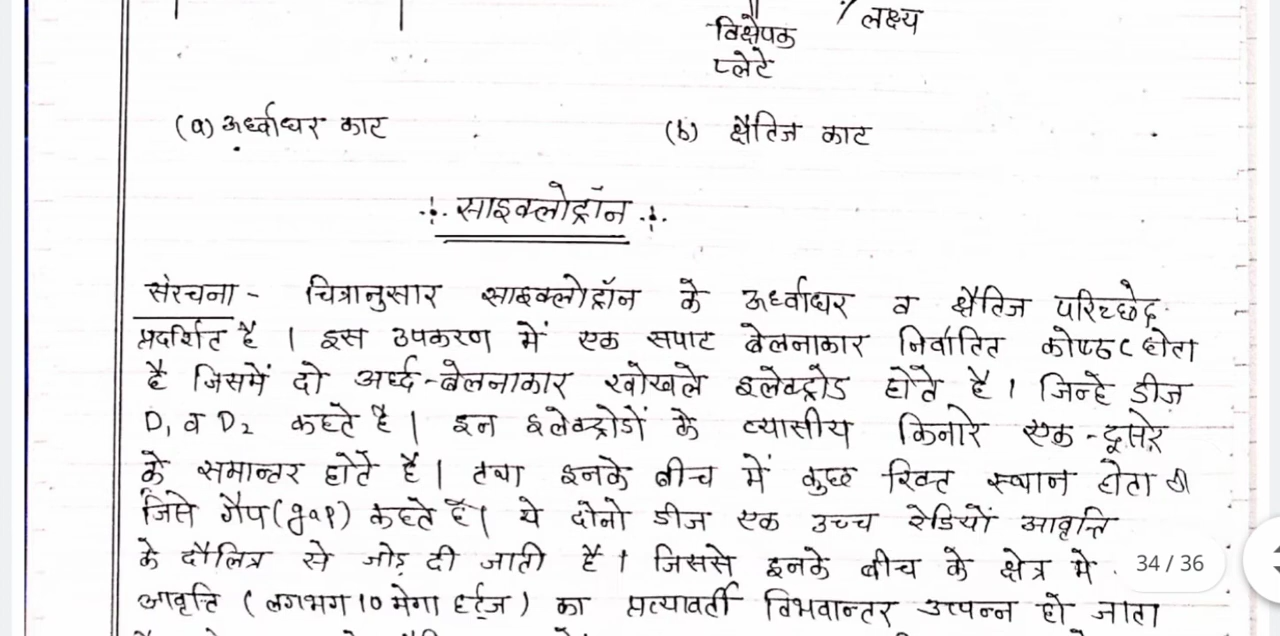 विक्षेपक लक्ष्य
प्लेटे
(a) ऊर्ध्वाधर काट (b) क्षैतिज काट
साइक्लोट्रॉन
संरचना - चित्रानुसार साइक्लोट्रॉन के ऊर्ध्वाधर व क्षैतिज परिच्छेद
प्रदर्शित है । इस उपकरण में एक सपाट बेलनाकार निर्वातित कोष्ठ C होता
है जिसमें दो अर्ध्द-बेलनाकार खोखले इलेक्ट्रोड होते है । जिन्हे डीज
D₁ व D₂ कहते है । इन इलेक्ट्रोडों के व्यासीय किनारे एक-दूसरे
के समान्तर होते है । तथा इनके बीच में कुछ रिक्त स्थान होता है
जिसे गैप (gap) कहते हैं । ये दोनो डीज एक उच्च रेडियों आवृत्ति
के दौलित्र से जोड़ दी जाती है । जिससे इनके बीच के क्षेत्र मे
34 / 36
आवृत्ति ( लगभग 10 मेगा हर्ट्ज ) का प्रत्यावर्ती विभवान्तर उत्पन्न हो जाता